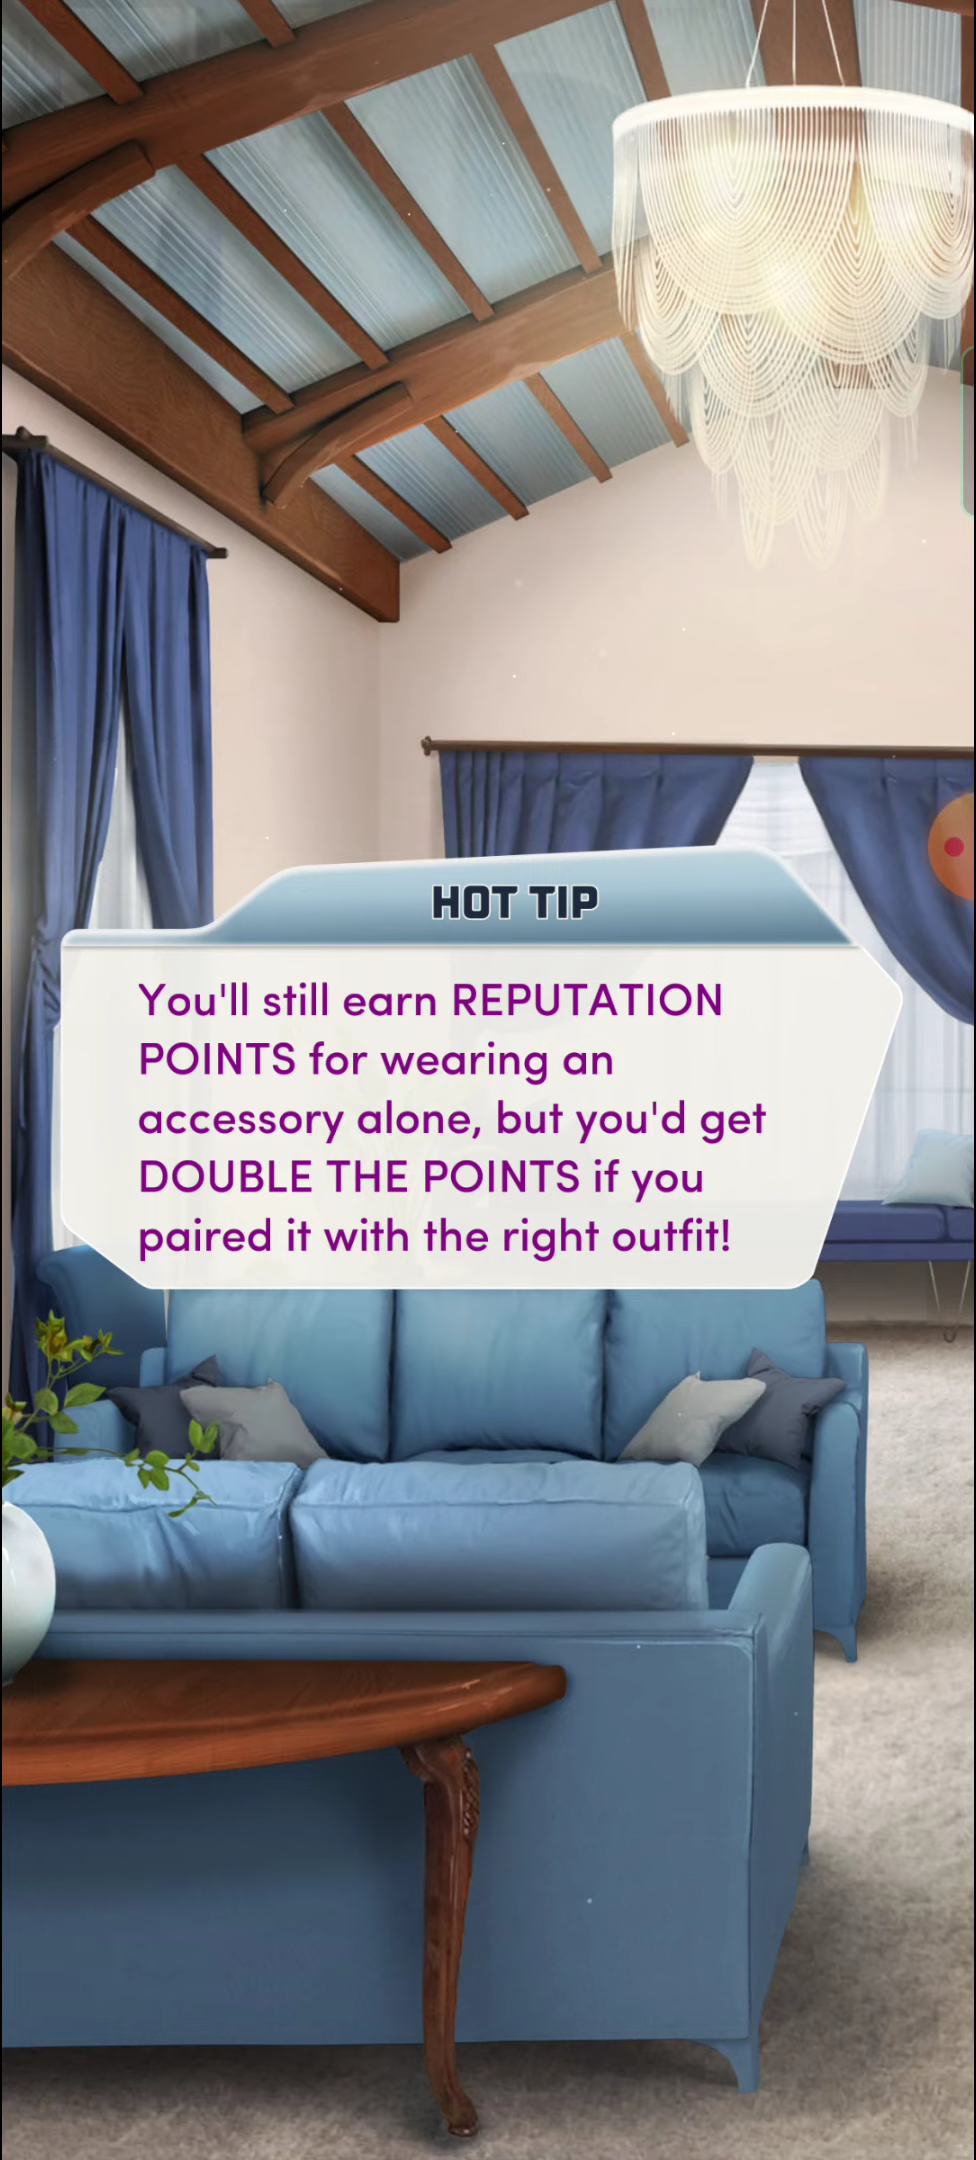 HOT TIP
You'll still earn REPUTATION
POINTS for wearing an
accessory alone, but you'd get
DOUBLE THE POINTS if you
paired it with the right outfit!